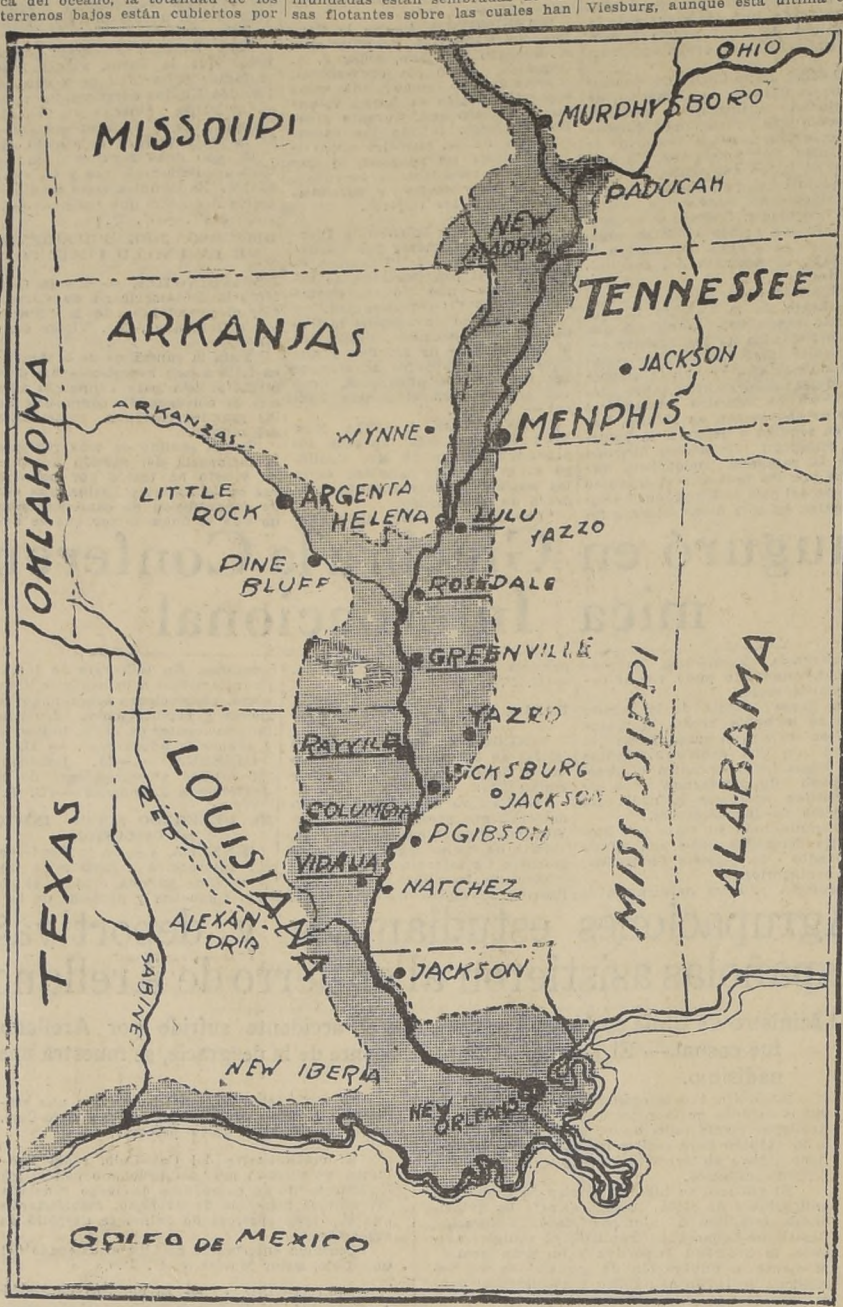 ca del océano, la totalidad de los
terrenos bajos están cubiertos por
inundadas están sembradas
sas flotantes sobre las cuales han
Viesburg, aunque esta última
OHIO
MURPHYSBORO
MISSOUPI
PADUCAH
NEW
MADRID
TENNESSEE
ARKANSAS
JACKSON
OKLAHOMA
ARKANZAS
WYNNE
MENPHIS
LITTLE
ROCK
ARGENTA
HELENA
LULU
YAZZO
PINE
BLUFF
ROSEDALE
GREENVILLE
YAZRO
RAYVILE
VICKSBURG
JACKSON
LOUISIANA
RED
COLUMBIA
P.GIBSON
MISSISSIPPI
ALABAMA
TEXAS
VIDALIA
NATCHEZ
ALEXAN-
DRIA
JACKSON
SABINE
NEW IBERIA
NEW
ORLEANS
GOLFO DE MEXICO